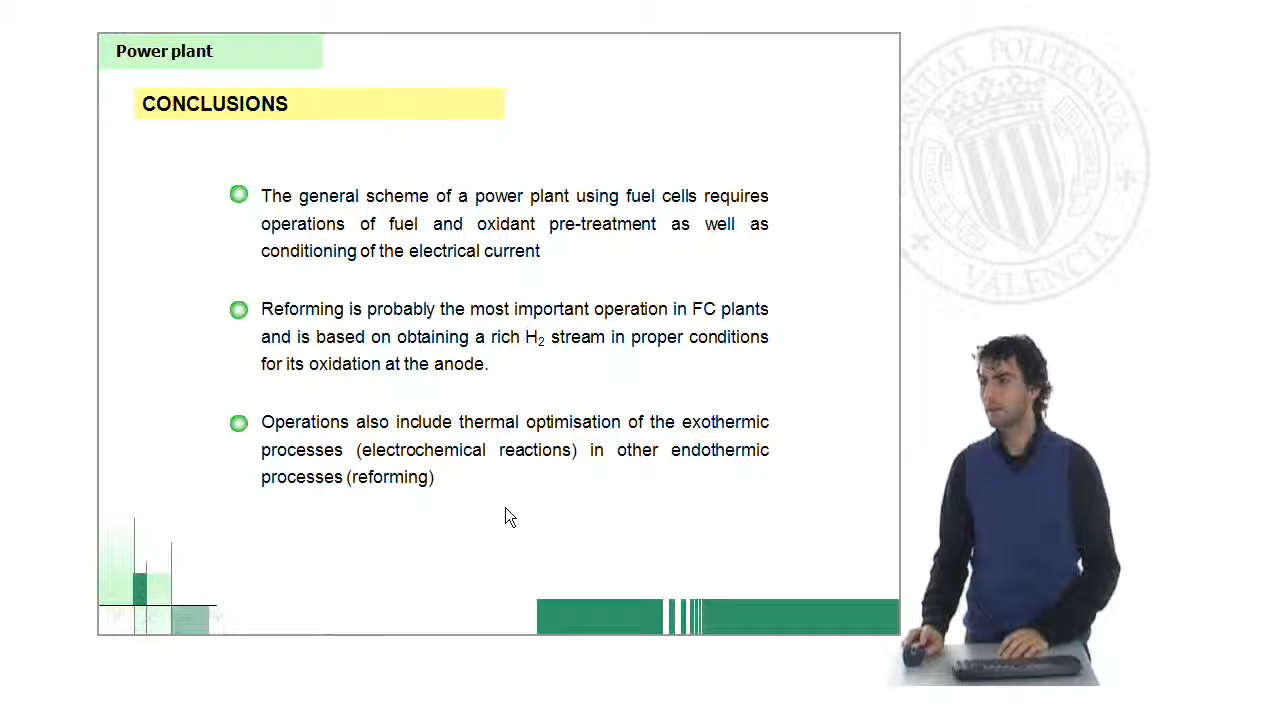 Power plant
CONCLUSIONS
The general scheme of a power plant using fuel cells requires
operations of fuel and oxidant pre-treatment as well as
conditioning of the electrical current
Reforming is probably the most important operation in FC plants
and is based on obtaining a rich H₂ stream in proper conditions
for its oxidation at the anode.
Operations also include thermal optimisation of the exothermic
processes (electrochemical reactions) in other endothermic
processes (reforming)
POLITECNICA
VALENCIA